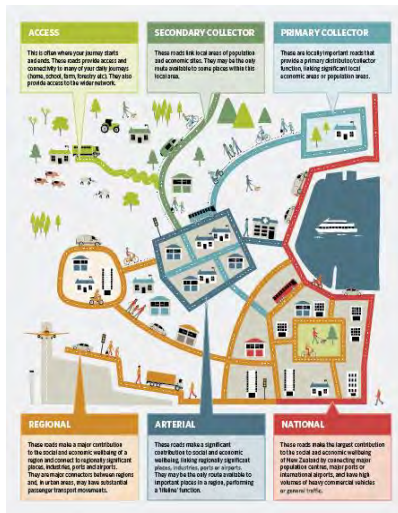 ACCESS
This is often where your journey starts
and ends. These roads provide access and
connectivity to many of your daily journeys
(home, school, farm, forestry etc). They also
provide access to the wider network.
SECONDARY COLLECTOR
These roads link local areas of population
and economic sites. They may be the only
route available to some places within this
local area.
PRIMARY COLLECTOR
These are locally important roads that
provide a primary distributor/collector
function, linking significant local
economic areas or population areas.
REGIONAL
These roads make a major contribution
to the social and economic wellbeing of
a region and connect to regionally significant
places, industries, ports and airports.
They are major connectors between regions
and, in urban areas, may have substantial
passenger transport movements.
ARTERIAL
These roads make a significant
contribution to social and economic
wellbeing, linking regionally significant
places, industries, ports or airports.
They may be the only route available to
important places in a region, performing
a 'lifeline' function.
NATIONAL
These roads make the largest contribution
to the social and economic wellbeing
of New Zealand by connecting major
population centres, major ports or
international airports, and have high
volumes of heavy commercial vehicles
or general traffic.